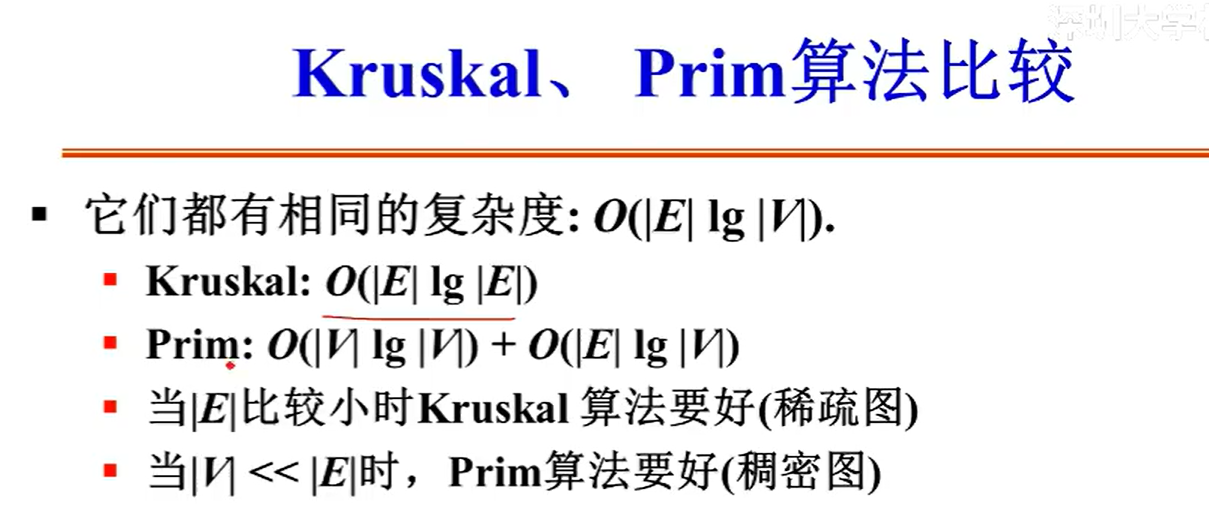 深圳大学
Kruskal、 Prim算法比较
▪ 它们都有相同的复杂度: O(|E| lg |V|).
▪ Kruskal: O(|E| lg |E|)
▪ Prim: O(|V| lg |V|) + O(|E| lg |V|)
▪ 当|E|比较小时Kruskal 算法要好(稀疏图)
▪ 当|V| << |E|时，Prim算法要好(稠密图)